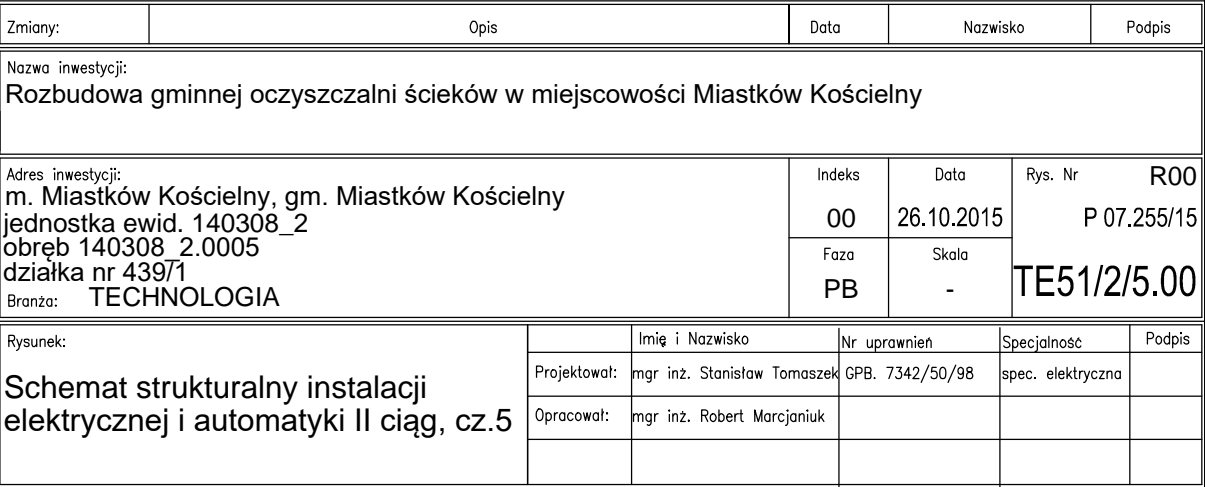 Zmiany: Opis Data Nazwisko Podpis
Nazwa inwestycji:
Rozbudowa gminnej oczyszczalni ścieków w miejscowości Miastków Kościelny
Adres inwestycji:
m. Miastków Kościelny, gm. Miastków Kościelny
jednostka ewid. 140308_2
obręb 140308_2.0005
działka nr 439/1
Branża: TECHNOLOGIA
Indeks Data Rys. Nr R00
00 26.10.2015 P 07.255/15
Faza Skala
PB - TE51/2/5.00
Rysunek:
Schemat strukturalny instalacji
elektrycznej i automatyki II ciąg, cz.5
Imię i Nazwisko Nr uprawnień Specjalność Podpis
Projektował: mgr inż. Stanisław Tomaszek GPB. 7342/50/98 spec. elektryczna
Opracował: mgr inż. Robert Marcjaniuk